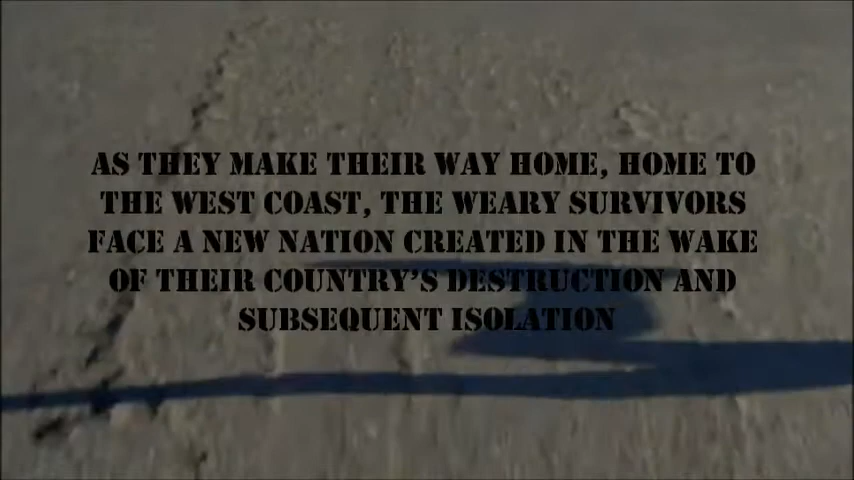 AS THEY MAKE THEIR WAY HOME, HOME TO
THE WEST COAST, THE WEARY SURVIVORS
FACE A NEW NATION CREATED IN THE WAKE
OF THEIR COUNTRY'S DESTRUCTION AND
SUBSEQUENT ISOLATION